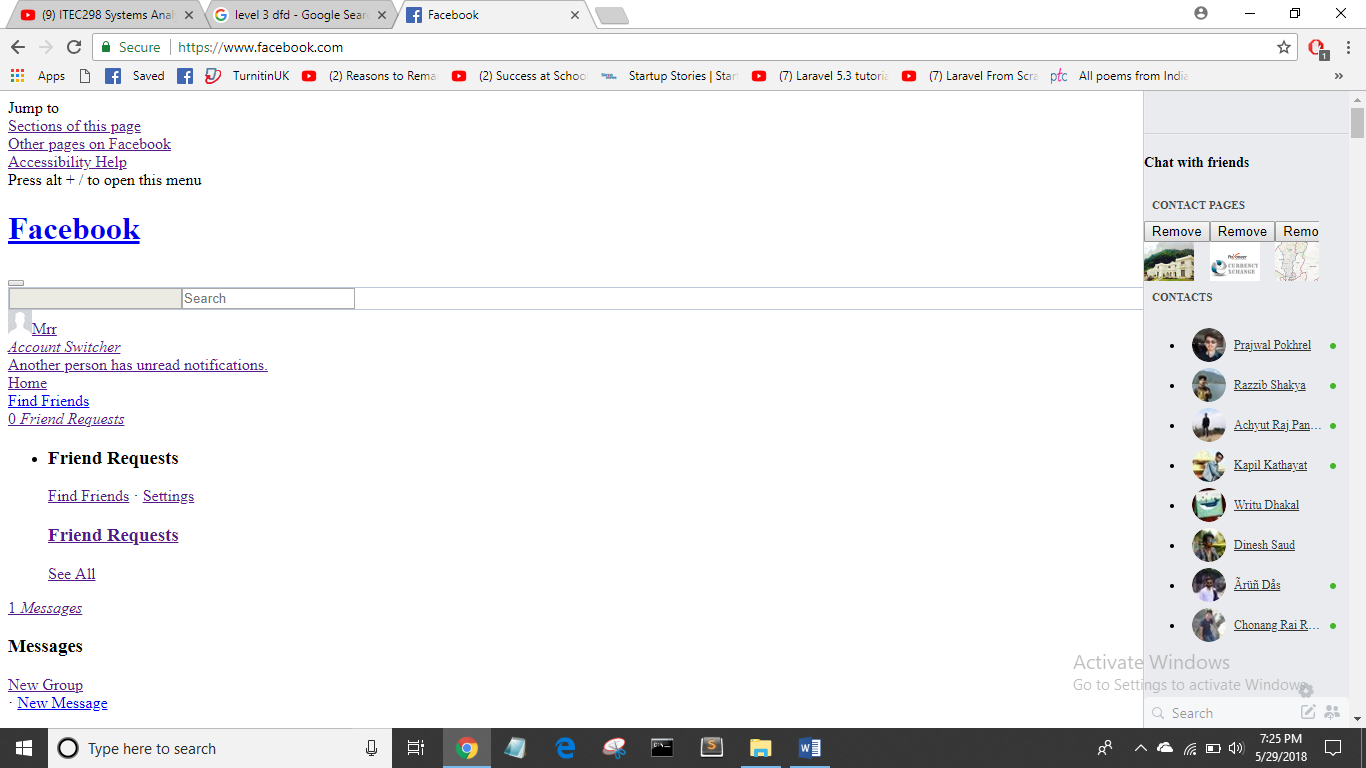 (9) ITEC298 Systems Anal
level 3 dfd - Google Sear
Facebook
Secure https://www.facebook.com
1
Apps Saved TurnitinUK (2) Reasons to Rema (2) Success at Schoo Startup Stories | Star (7) Laravel 5.3 tutoria (7) Laravel From Scra ptc All poems from India »
Jump to
Sections of this page
Other pages on Facebook
Accessibility Help
Press alt + / to open this menu
Facebook
Search
Mrr
Account Switcher
Another person has unread notifications.
Home
Find Friends
0 Friend Requests
• Friend Requests
Find Friends · Settings
Friend Requests
See All
1 Messages
Messages
New Group
· New Message
Chat with friends
CONTACT PAGES
Remove Remove Remo
CURRENCY
XCHANGE
CONTACTS
• Prajwal Pokhrel
• Razzib Shakya
• Achyut Raj Pan...
• Kapil Kathayat
• Writu Dhakal
• Dinesh Saud
• Ãrüñ Dås
• Chonang Rai R...
Activate Windows
Go to Settings to activate Windows.
Search
Type here to search
7:25 PM
5/29/2018